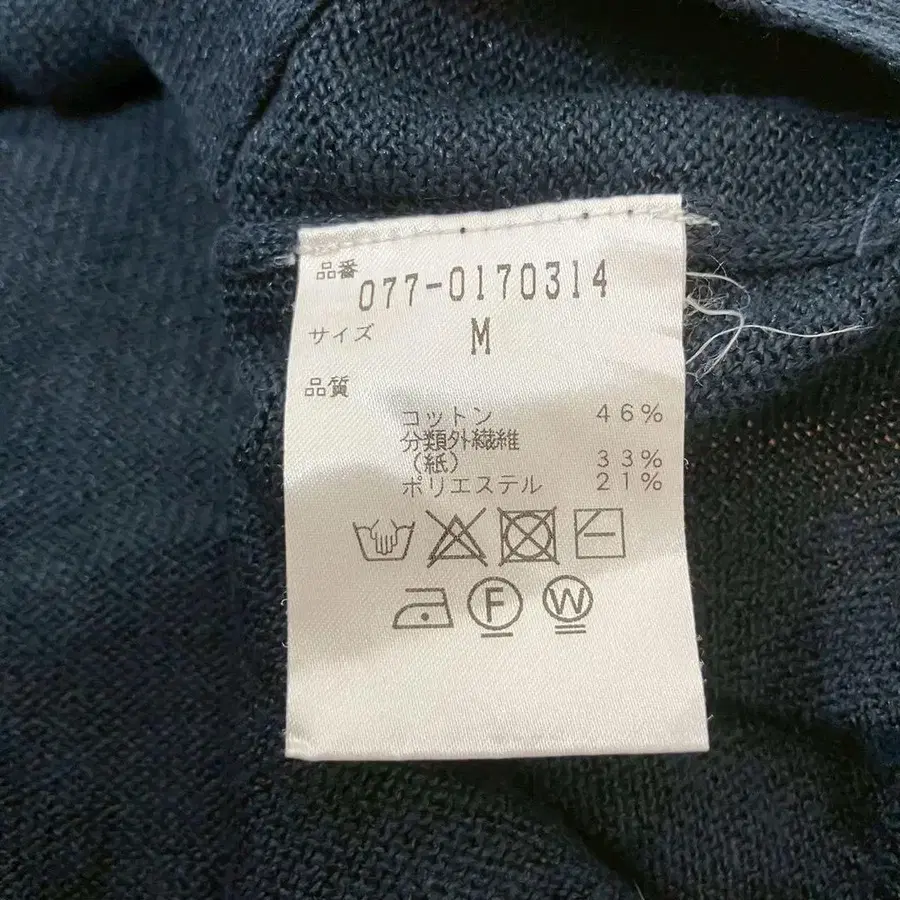 品番
077-0170314
サイズ M
品質
コットン 46%
分類外繊維
(紙) 33%
ポリエステル 21%
F W